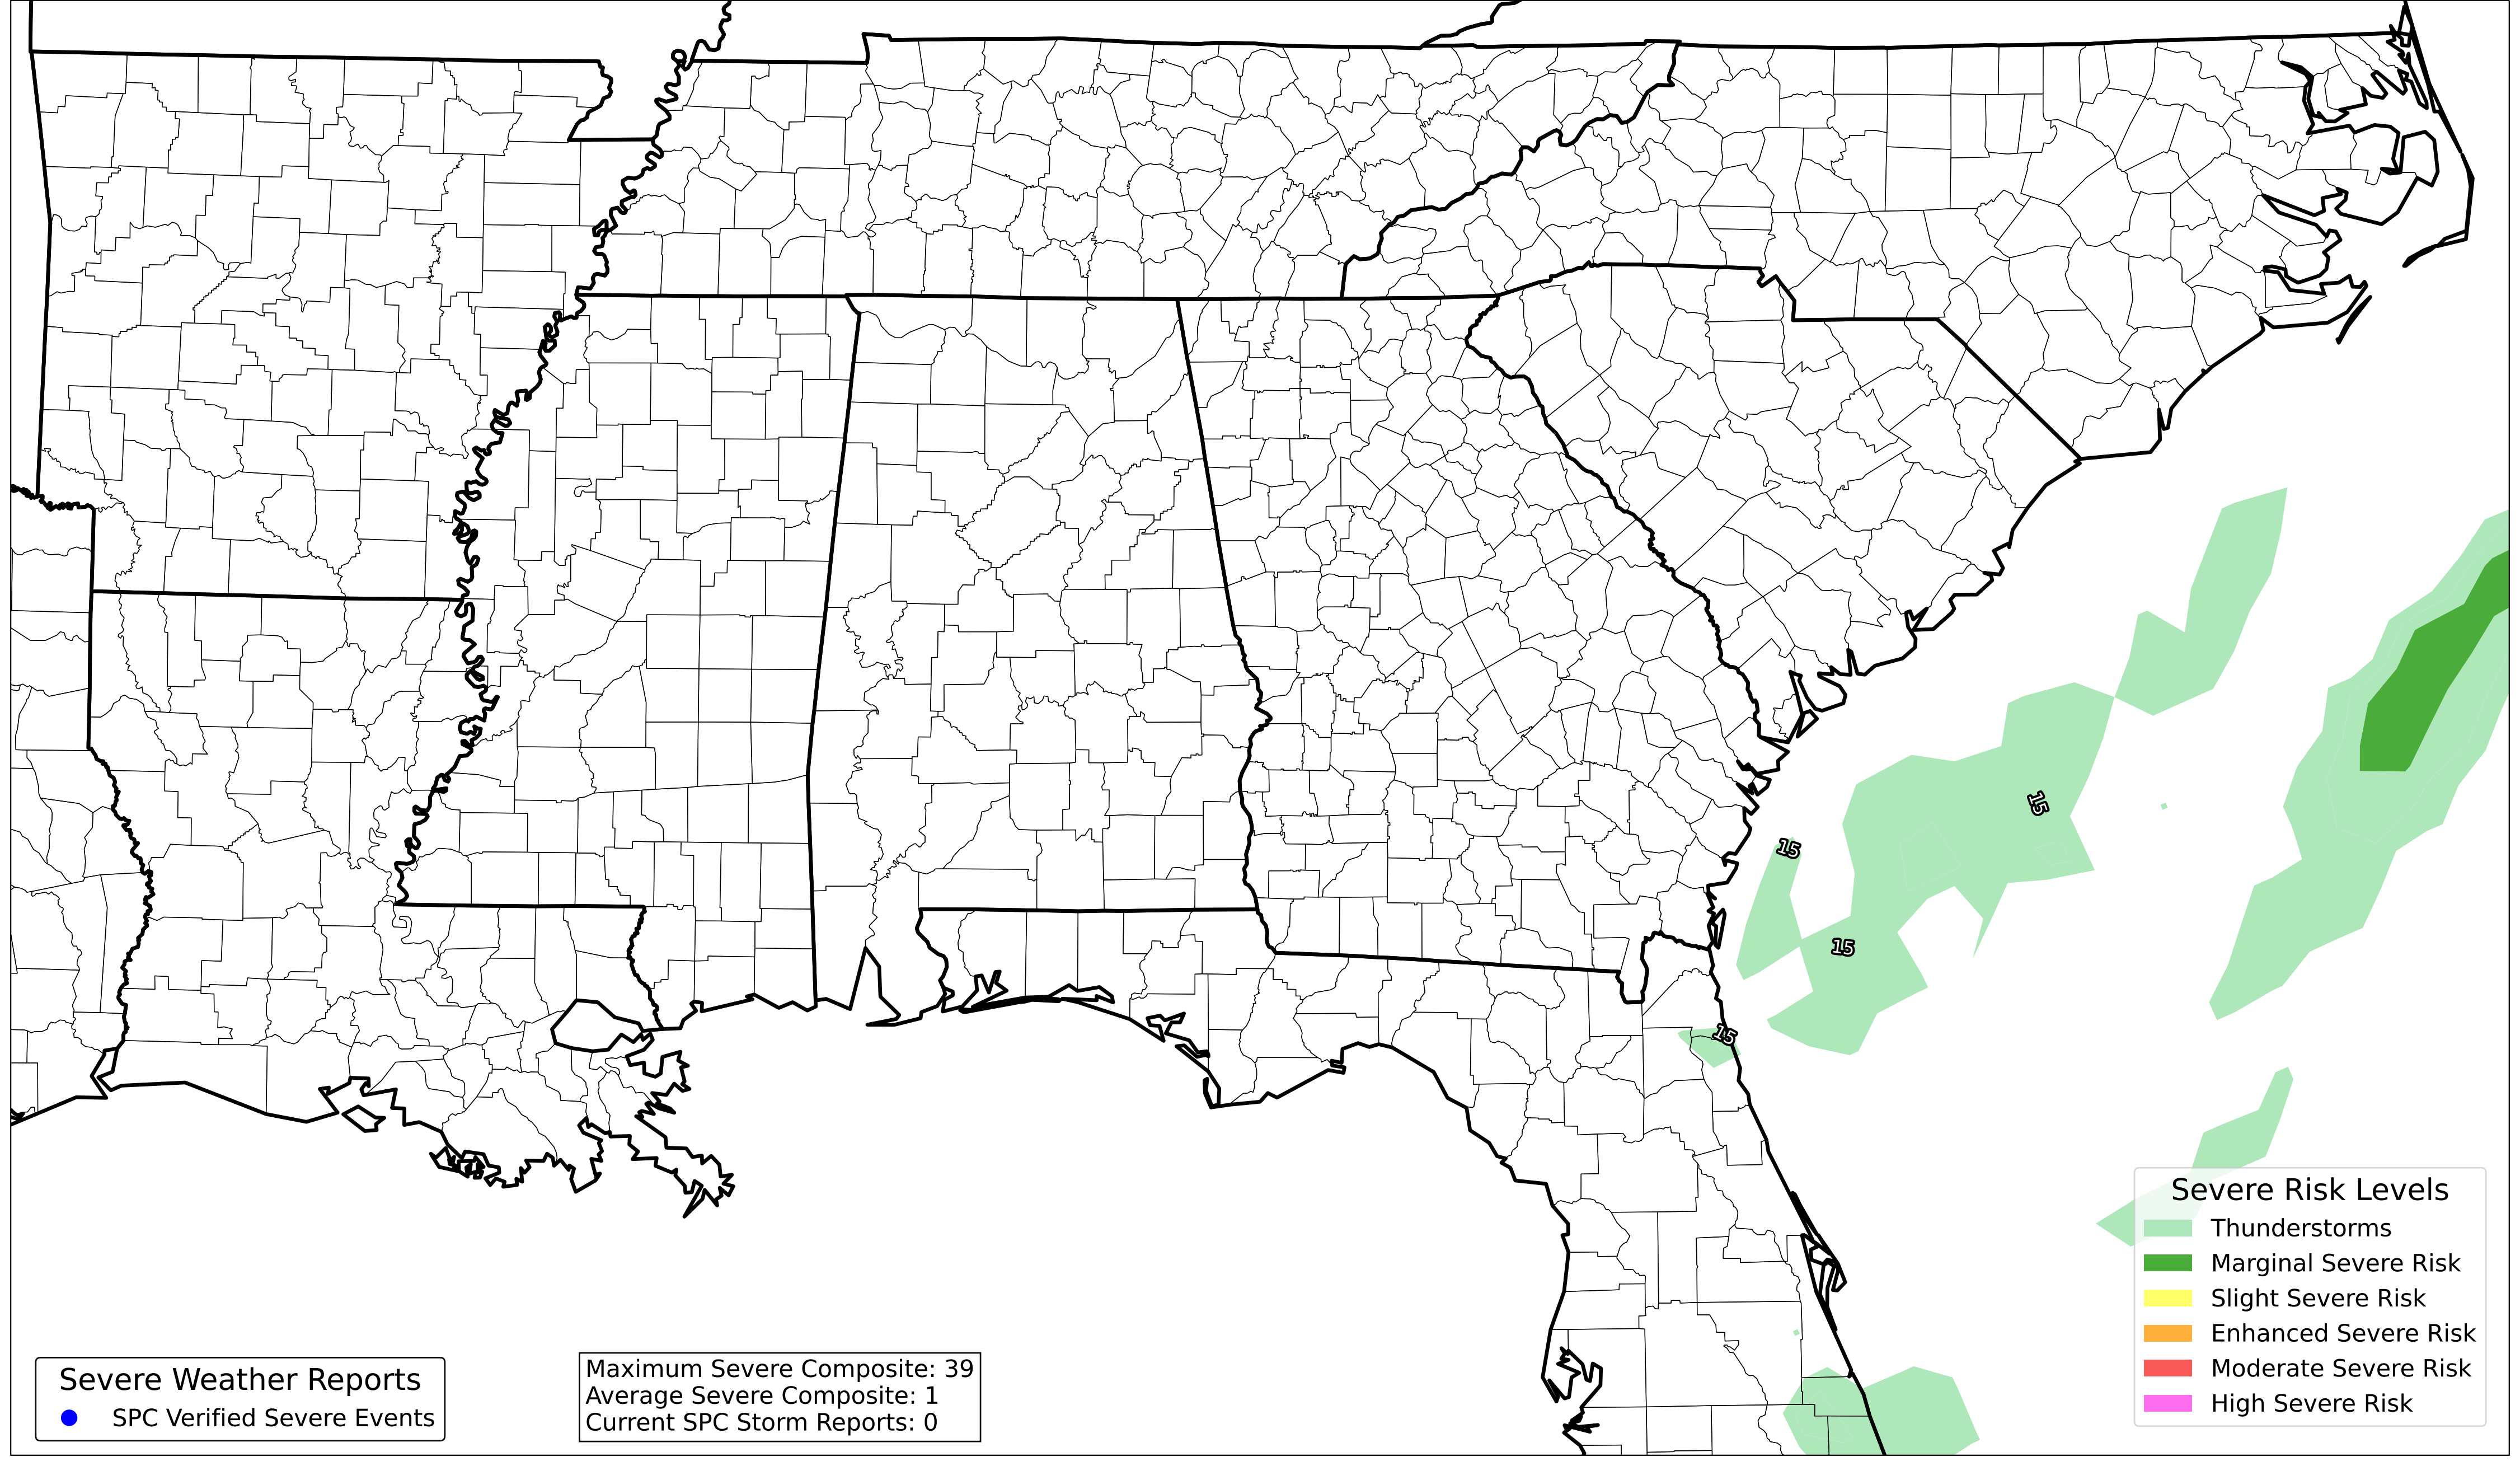 15
15
15
15
Severe Risk Levels
Thunderstorms
Marginal Severe Risk
Slight Severe Risk
Enhanced Severe Risk
Moderate Severe Risk
High Severe Risk
Severe Weather Reports
SPC Verified Severe Events
Maximum Severe Composite: 39
Average Severe Composite: 1
Current SPC Storm Reports: 0